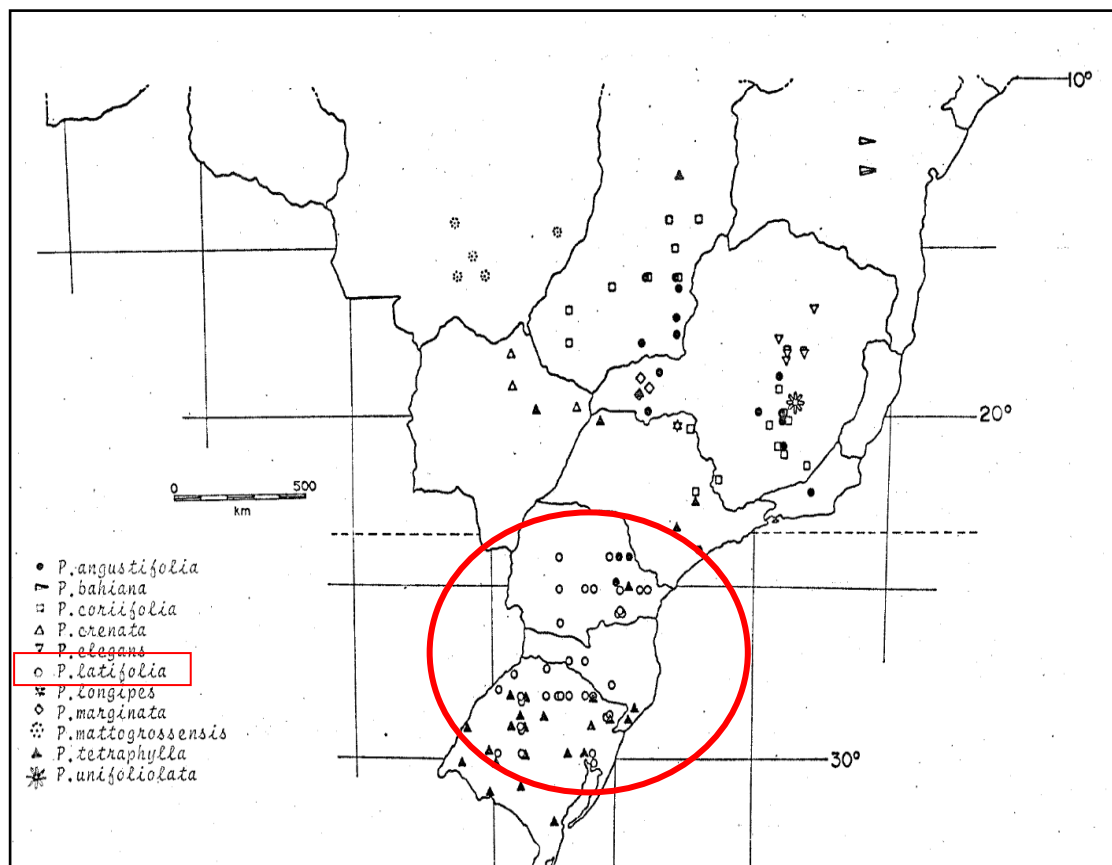 10°
20°
0 500
km
P.angustifolia
P.bahiana
P.coriifolia
P.crenata
P.elegans
P.latifolia
P.longipes
P.marginata
P.mattogrossensis
P.tetraphylla
P.unifoliolata
30°